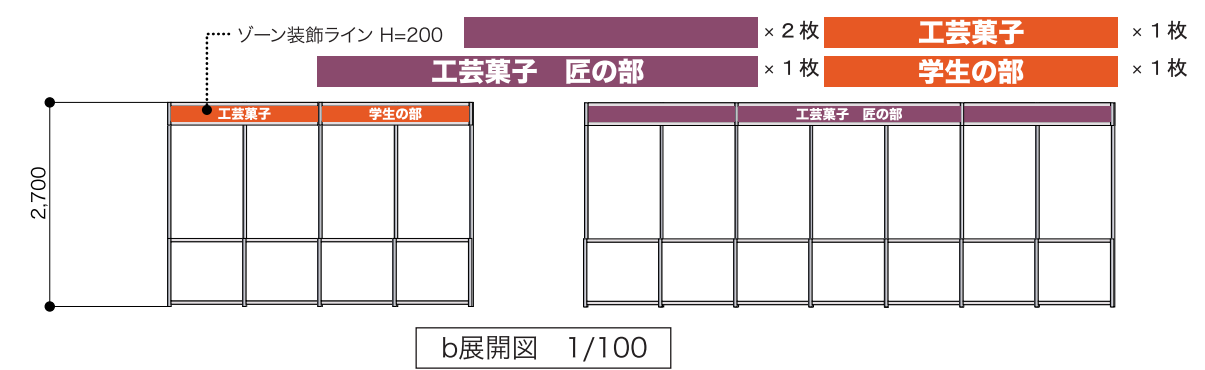 ゾーン装飾ライン H=200
× 2 枚
工芸菓子 × 1 枚
工芸菓子　匠の部 × 1 枚
学生の部 × 1 枚
工芸菓子 学生の部
工芸菓子　匠の部
2,700
b展開図　1/100